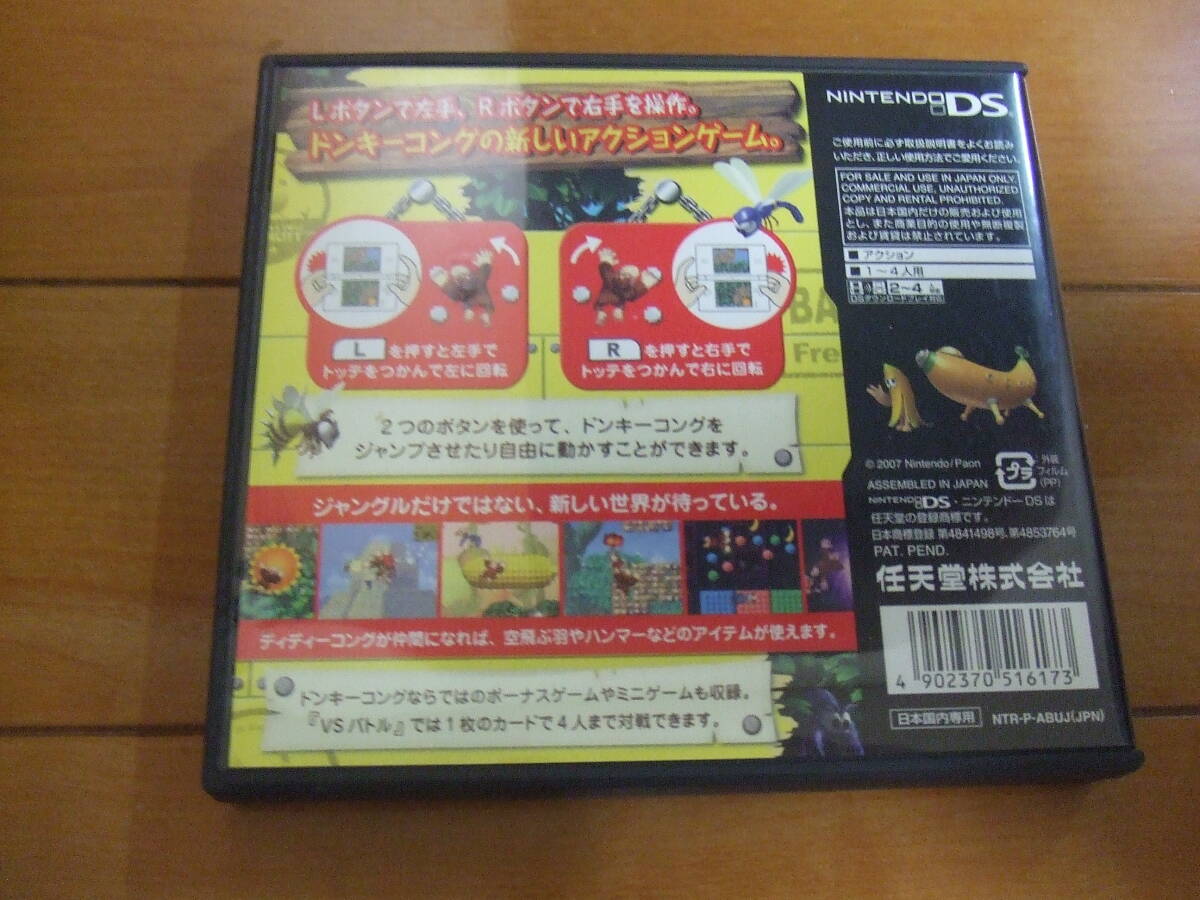 Lボタンで左手、Rボタンで右手を操作。
ドンキーコングの新しいアクションゲーム。
L を押すと左手で
トッテをつかんで左に回転
R を押すと右手で
トッテをつかんで右に回転
BA
Fre
2つのボタンを使って、ドンキーコングを
ジャンプさせたり自由に動かすことができます。
ジャングルだけではない、新しい世界が待っている。
ディディーコングが仲間になれば、空飛ぶ羽やハンマーなどのアイテムが使えます。
ドンキーコングならではのボーナスゲームやミニゲームも収録。
『VSバトル』では1枚のカードで4人まで対戦できます。
NINTENDO DS
ご使用前に必ず取扱説明書をよくお読み
いただき、正しい使用方法でご愛用ください。
FOR SALE AND USE IN JAPAN ONLY.
COMMERCIAL USE, UNAUTHORIZED
COPY AND RENTAL PROHIBITED.
本品は日本国内だけの販売および使用
とし、また商業目的の使用や無断複製
および賃貸は禁止されています。
アクション
1〜4人用
2〜4
DSダウンロードプレイ対応
© 2007 Nintendo/Paon
プラ
外装
フィルム
(PP)
ASSEMBLED IN JAPAN
NINTENDO DS・ニンテンドーDSは
任天堂の登録商標です。
日本商標登録 第4841498号、第4853764号
PAT. PEND.
任天堂株式会社
4 902370 516173
日本国内専用
NTR-P-ABUJ(JPN)